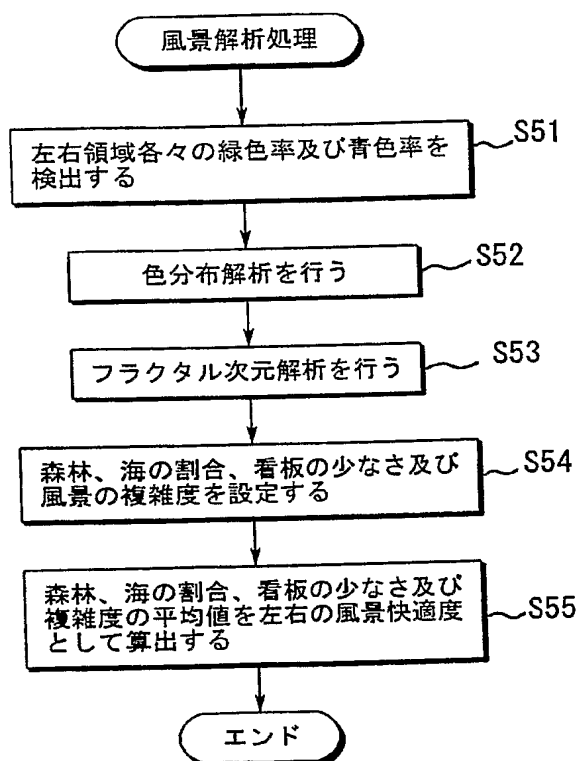 風景解析処理
左右領域各々の緑色率及び青色率を
検出する
S51
色分布解析を行う
S52
フラクタル次元解析を行う
S53
森林、海の割合、看板の少なさ及び
風景の複雑度を設定する
S54
森林、海の割合、看板の少なさ及び
複雑度の平均値を左右の風景快適度
として算出する
S55
エンド